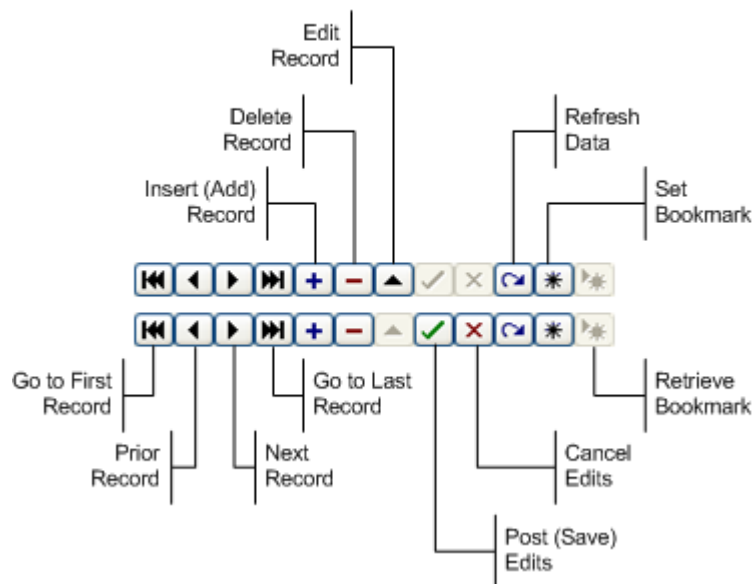 Edit
Record
Delete
Record
Refresh
Data
Insert (Add)
Record
Set
Bookmark
Go to First
Record
Go to Last
Record
Retrieve
Bookmark
Prior
Record
Next
Record
Cancel
Edits
Post (Save)
Edits